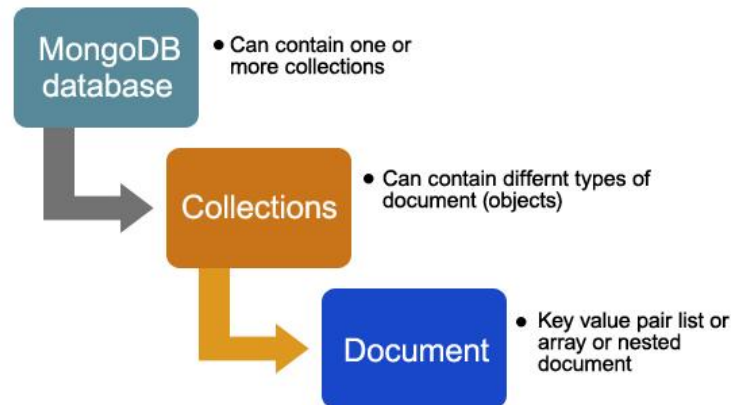 MongoDB
database
• Can contain one or
more collections
Collections
• Can contain differnt types of
document (objects)
Document
• Key value pair list or
array or nested
document